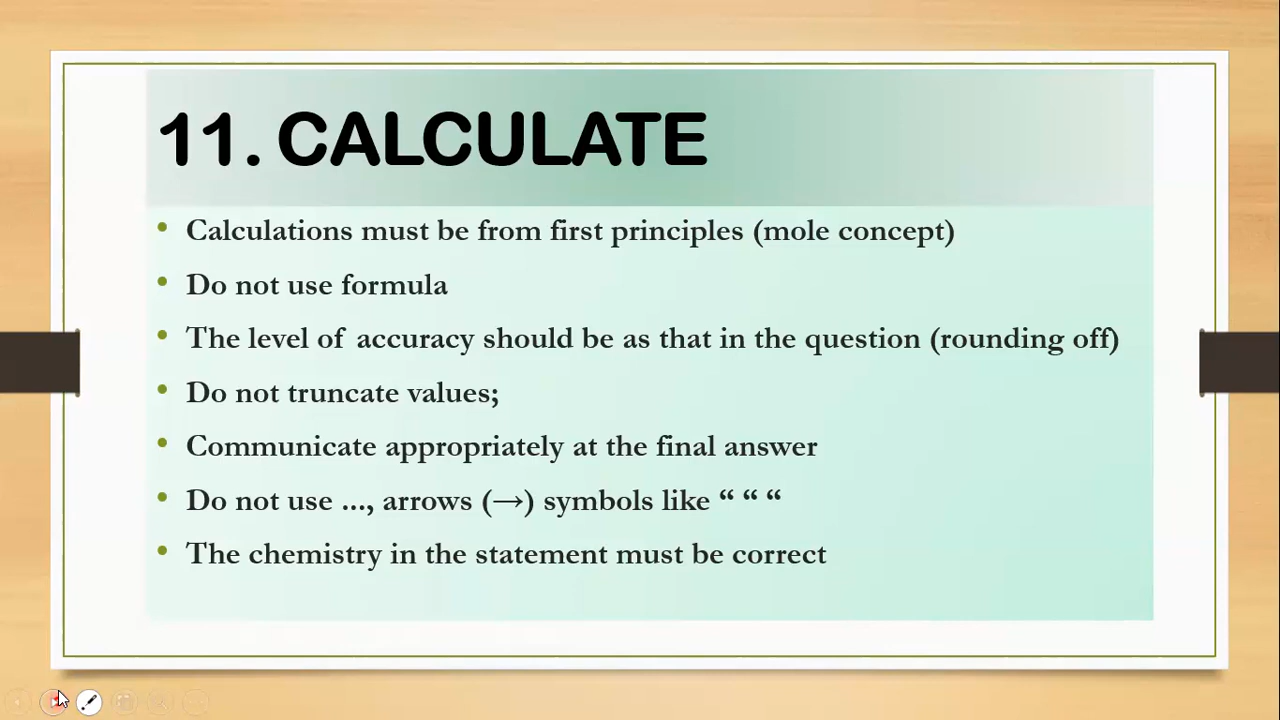 11. CALCULATE
• Calculations must be from first principles (mole concept)
• Do not use formula
• The level of accuracy should be as that in the question (rounding off)
• Do not truncate values;
• Communicate appropriately at the final answer
• Do not use ..., arrows (→) symbols like “ “ “
• The chemistry in the statement must be correct